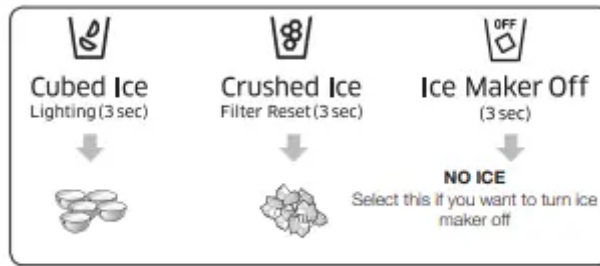 Cubed Ice
Lighting (3 sec)
Crushed Ice
Filter Reset (3 sec)
OFF
Ice Maker Off
(3 sec)
NO ICE
Select this if you want to turn ice
maker off